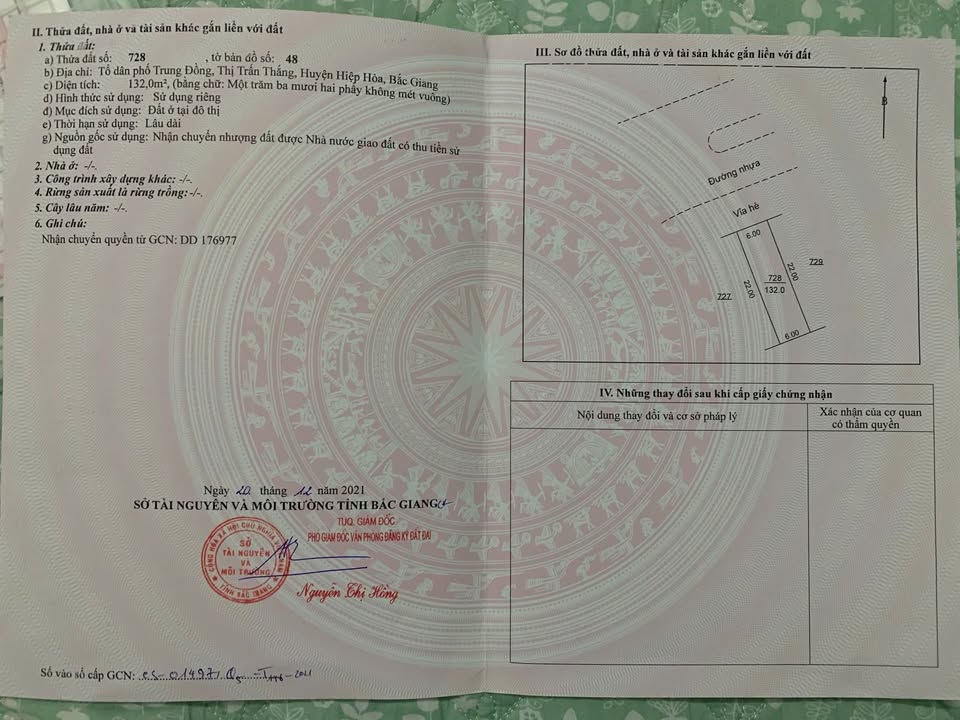 II. Thửa đất, nhà ở và tài sản khác gắn liền với đất
1. Thửa đất:
a) Thửa đất số: 728 , tờ bản đồ số: 48
b) Địa chỉ: Tổ dân phố Trung Đồng, Thị Trấn Thắng, Huyện Hiệp Hòa, Bắc Giang
c) Diện tích: 132,0m², (bằng chữ: Một trăm ba mươi hai phẩy không mét vuông)
d) Hình thức sử dụng: Sử dụng riêng
đ) Mục đích sử dụng: Đất ở tại đô thị
e) Thời hạn sử dụng: Lâu dài
g) Nguồn gốc sử dụng: Nhận chuyển nhượng đất được Nhà nước giao đất có thu tiền sử
dụng đất
2. Nhà ở: -/-.
3. Công trình xây dựng khác: -/-.
4. Rừng sản xuất là rừng trồng: -/-.
5. Cây lâu năm: -/-.
6. Ghi chú:
Nhận chuyển quyền từ GCN: DD 176977
Ngày 20 tháng 12 năm 2021
SỞ TÀI NGUYÊN VÀ MÔI TRƯỜNG TỈNH BẮC GIANG
TUQ. GIÁM ĐỐC
PHÓ GIÁM ĐỐC VĂN PHÒNG ĐĂNG KÝ ĐẤT ĐAI
SỞ
TÀI NGUYÊN
VÀ
MÔI TRƯỜNG
TỈNH BẮC GIANG
Nguyễn Thị Hồng
Số vào sổ cấp GCN:
III. Sơ đồ thửa đất, nhà ở và tài sản khác gắn liền với đất
B
Đường nhựa
Vỉa hè
6.00
729
728
22.00
22.00
132.0
727
6.00
IV. Những thay đổi sau khi cấp giấy chứng nhận
Nội dung thay đổi và cơ sở pháp lý
Xác nhận của cơ quan
có thẩm quyền